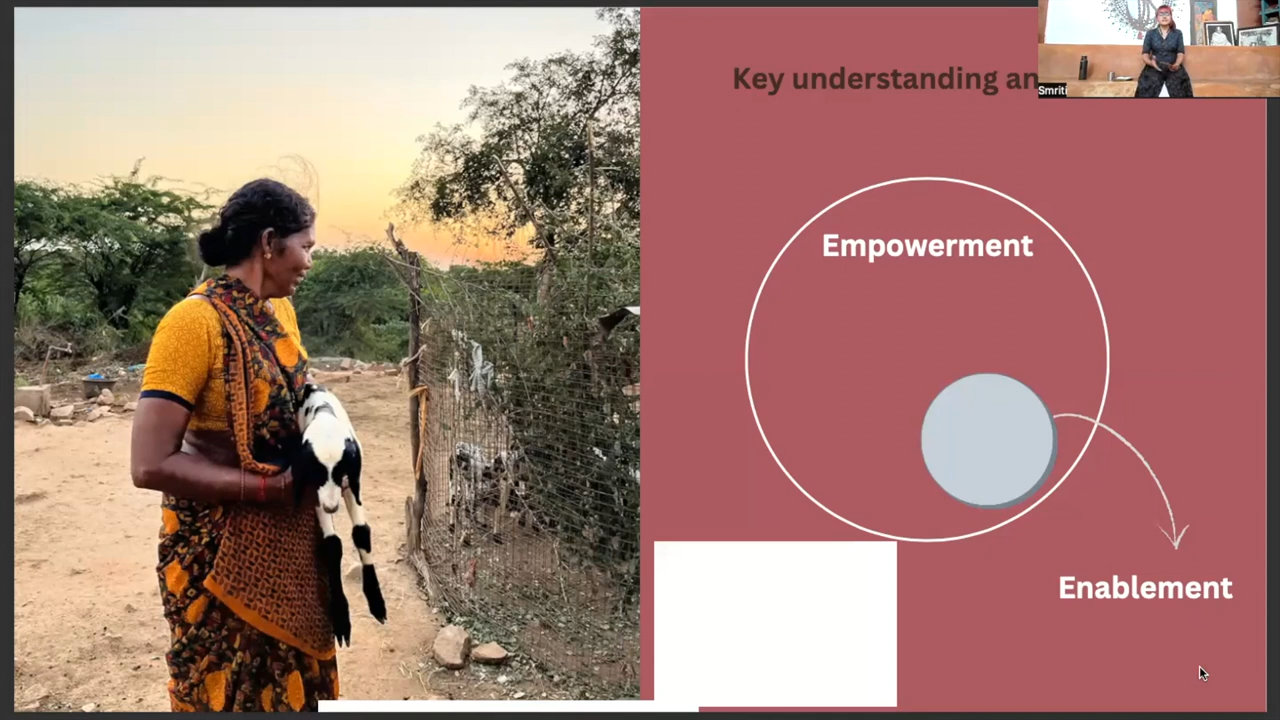 Key understanding an
Smriti
Empowerment
Enablement